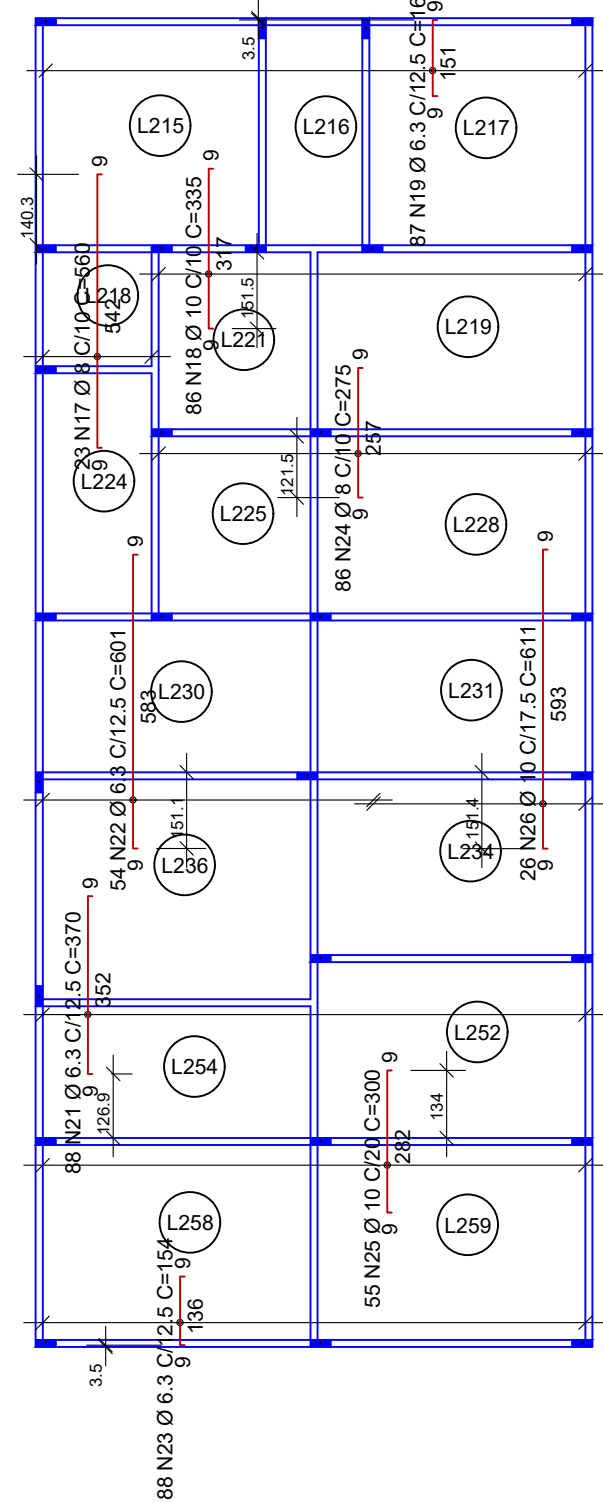 3.5
87 N19 Ø 6.3 C/12.5 C=16
9
151
9
L215
L216
L217
140.3
9
23 N17 Ø 8 C/10 C=560
542
9
9
86 N18 Ø 10 C/10 C=335
317
9
151.5
L218
L221
L219
9
86 N24 Ø 8 C/10 C=275
257
9
121.5
L224
L225
L228
9
54 N22 Ø 6.3 C/12.5 C=601
583
9
9
26 N26 Ø 10 C/17.5 C=611
593
9
L230
L231
151.1
151.4
L236
L234
9
88 N21 Ø 6.3 C/12.5 C=370
352
9
126.9
L254
L252
9
55 N25 Ø 10 C/20 C=300
282
9
134
L258
L259
9
88 N23 Ø 6.3 C/12.5 C=154
136
9
3.5